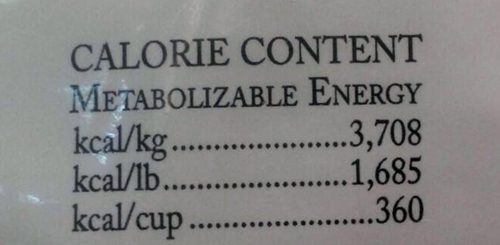 CALORIE CONTENT
METABOLIZABLE ENERGY
kcal/kg..................3,708
kcal/lb...................1,685
kcal/cup ...................360